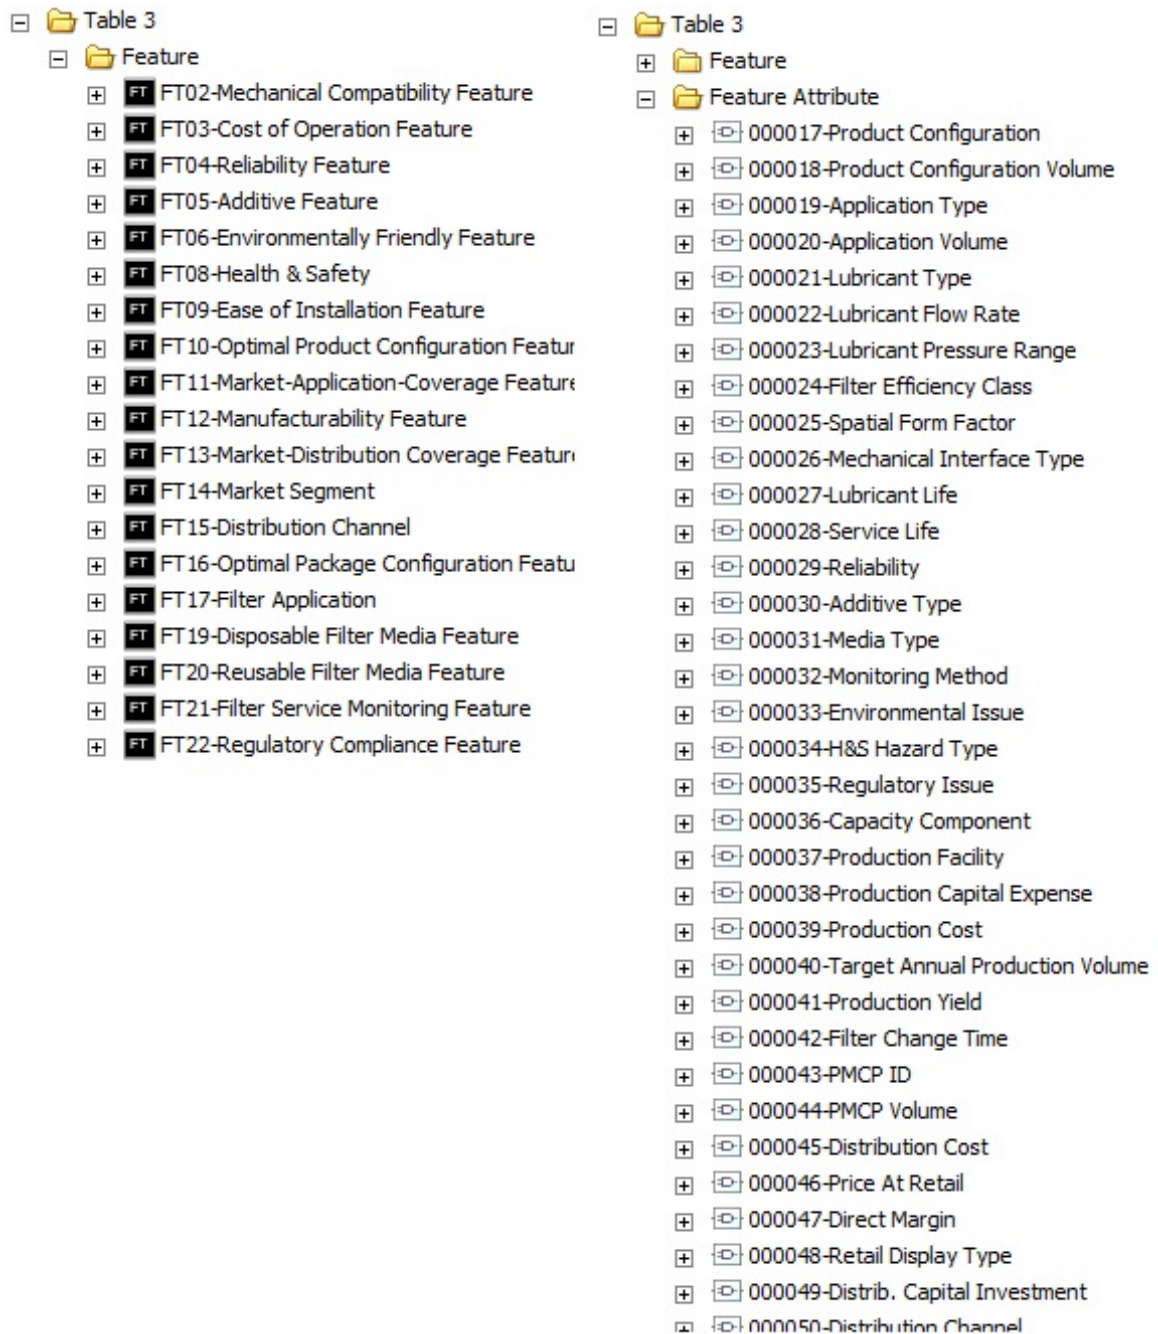 Table 3
Feature
FT FT02-Mechanical Compatibility Feature
FT FT03-Cost of Operation Feature
FT FT04-Reliability Feature
FT FT05-Additive Feature
FT FT06-Environmentally Friendly Feature
FT FT08-Health & Safety
FT FT09-Ease of Installation Feature
FT FT10-Optimal Product Configuration Featur
FT FT11-Market-Application-Coverage Feature
FT FT12-Manufacturability Feature
FT FT13-Market-Distribution Coverage Feature
FT FT14-Market Segment
FT FT15-Distribution Channel
FT FT16-Optimal Package Configuration Featu
FT FT17-Filter Application
FT FT19-Disposable Filter Media Feature
FT FT20-Reusable Filter Media Feature
FT FT21-Filter Service Monitoring Feature
FT FT22-Regulatory Compliance Feature
Table 3
Feature
Feature Attribute
000017-Product Configuration
000018-Product Configuration Volume
000019-Application Type
000020-Application Volume
000021-Lubricant Type
000022-Lubricant Flow Rate
000023-Lubricant Pressure Range
000024-Filter Efficiency Class
000025-Spatial Form Factor
000026-Mechanical Interface Type
000027-Lubricant Life
000028-Service Life
000029-Reliability
000030-Additive Type
000031-Media Type
000032-Monitoring Method
000033-Environmental Issue
000034-H&S Hazard Type
000035-Regulatory Issue
000036-Capacity Component
000037-Production Facility
000038-Production Capital Expense
000039-Production Cost
000040-Target Annual Production Volume
000041-Production Yield
000042-Filter Change Time
000043-PMCP ID
000044-PMCP Volume
000045-Distribution Cost
000046-Price At Retail
000047-Direct Margin
000048-Retail Display Type
000049-Distrib. Capital Investment
000050-Distribution Channel